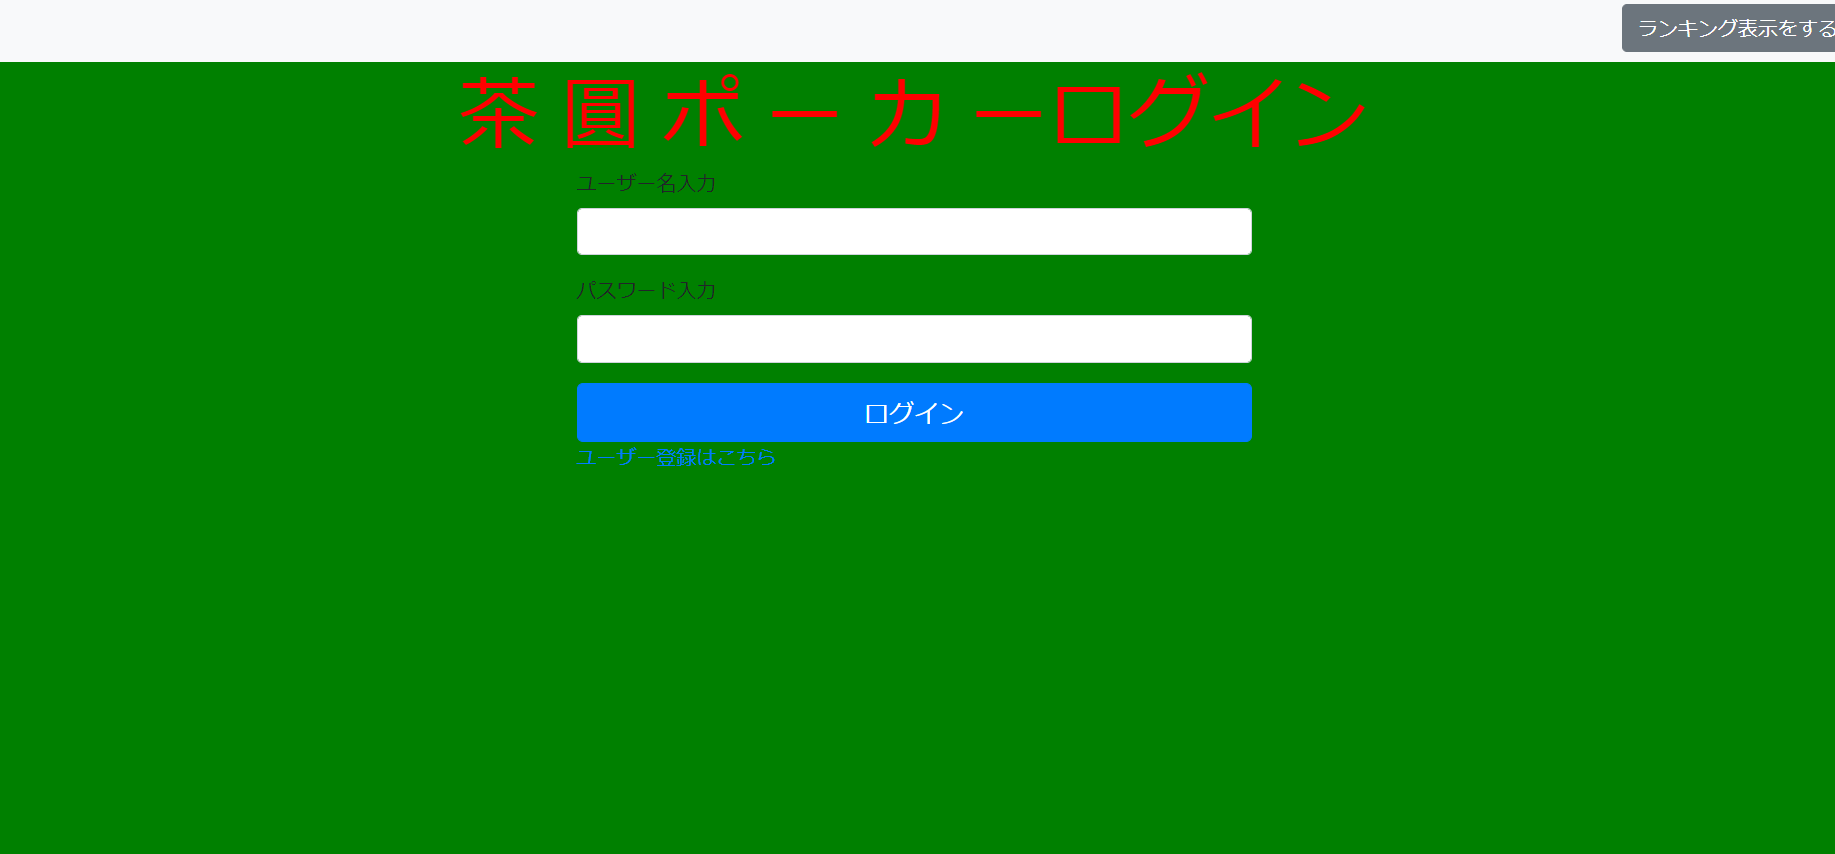 ランキング表示をする
茶 圓 ポ ー カ ーログイン
ユーザー名入力
パスワード入力
ログイン
ユーザー登録はこちら